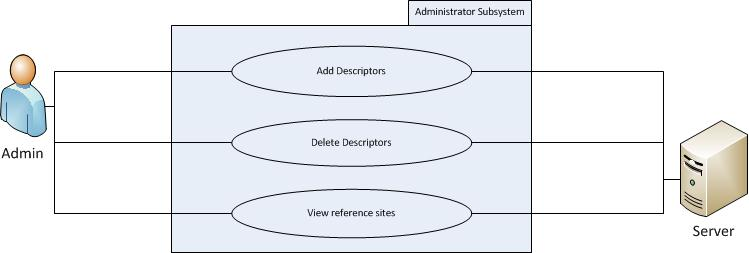 Administrator Subsystem
Add Descriptors
Admin
Delete Descriptors
View reference sites
Server